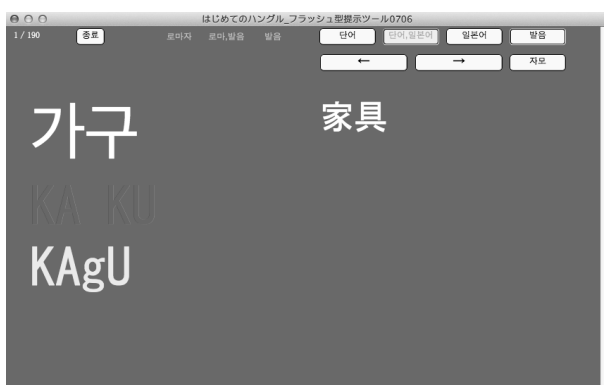 はじめてのハングル_フラッシュ型提示ツール0706
1 / 190 종료 로마자 로마,발음 발음 단어 단어,일본어 일본어 발음
← → 자모
가구 家具
KA KU
KAgU